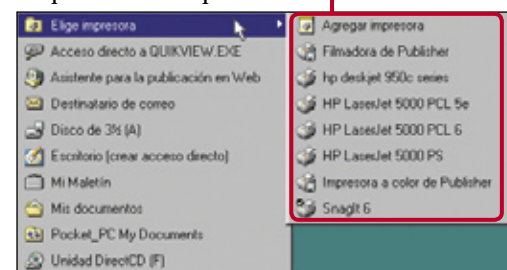 Elige impresora
Acceso directo a QUIKVIEW.EXE
Asistente para la publicación en Web
Destinatario de correo
Disco de 3½ (A)
Escritorio (crear acceso directo)
Mi Maletín
Mis documentos
Pocket_PC My Documents
Unidad DirectCD (F)
Agregar impresora
Filmadora de Publisher
hp deskjet 950c series
HP LaserJet 5000 PCL 5e
HP LaserJet 5000 PCL 6
HP LaserJet 5000 PS
Impresora a color de Publisher
SnagIt 6